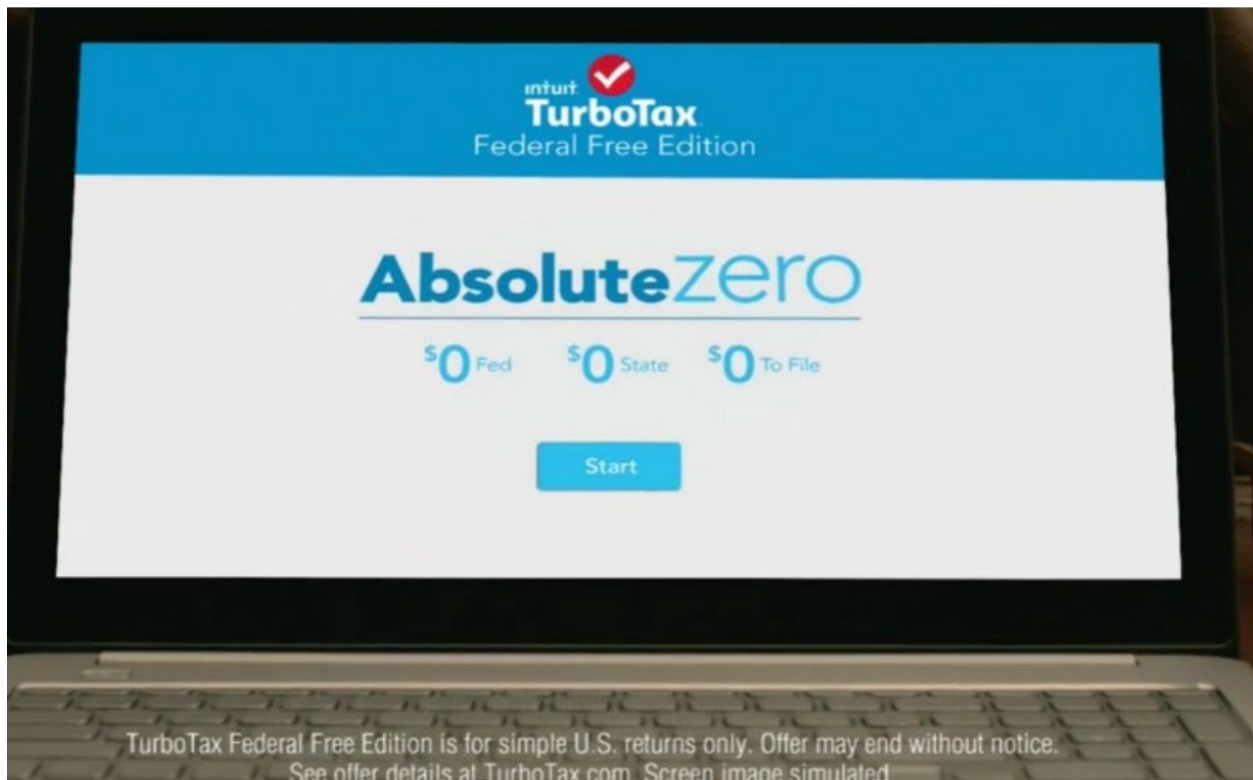 intuit
TurboTax
Federal Free Edition
Absolutezero
$0 Fed $0 State $0 To File
Start
TurboTax Federal Free Edition is for simple U.S. returns only. Offer may end without notice.
See offer details at TurboTax.com. Screen image simulated.